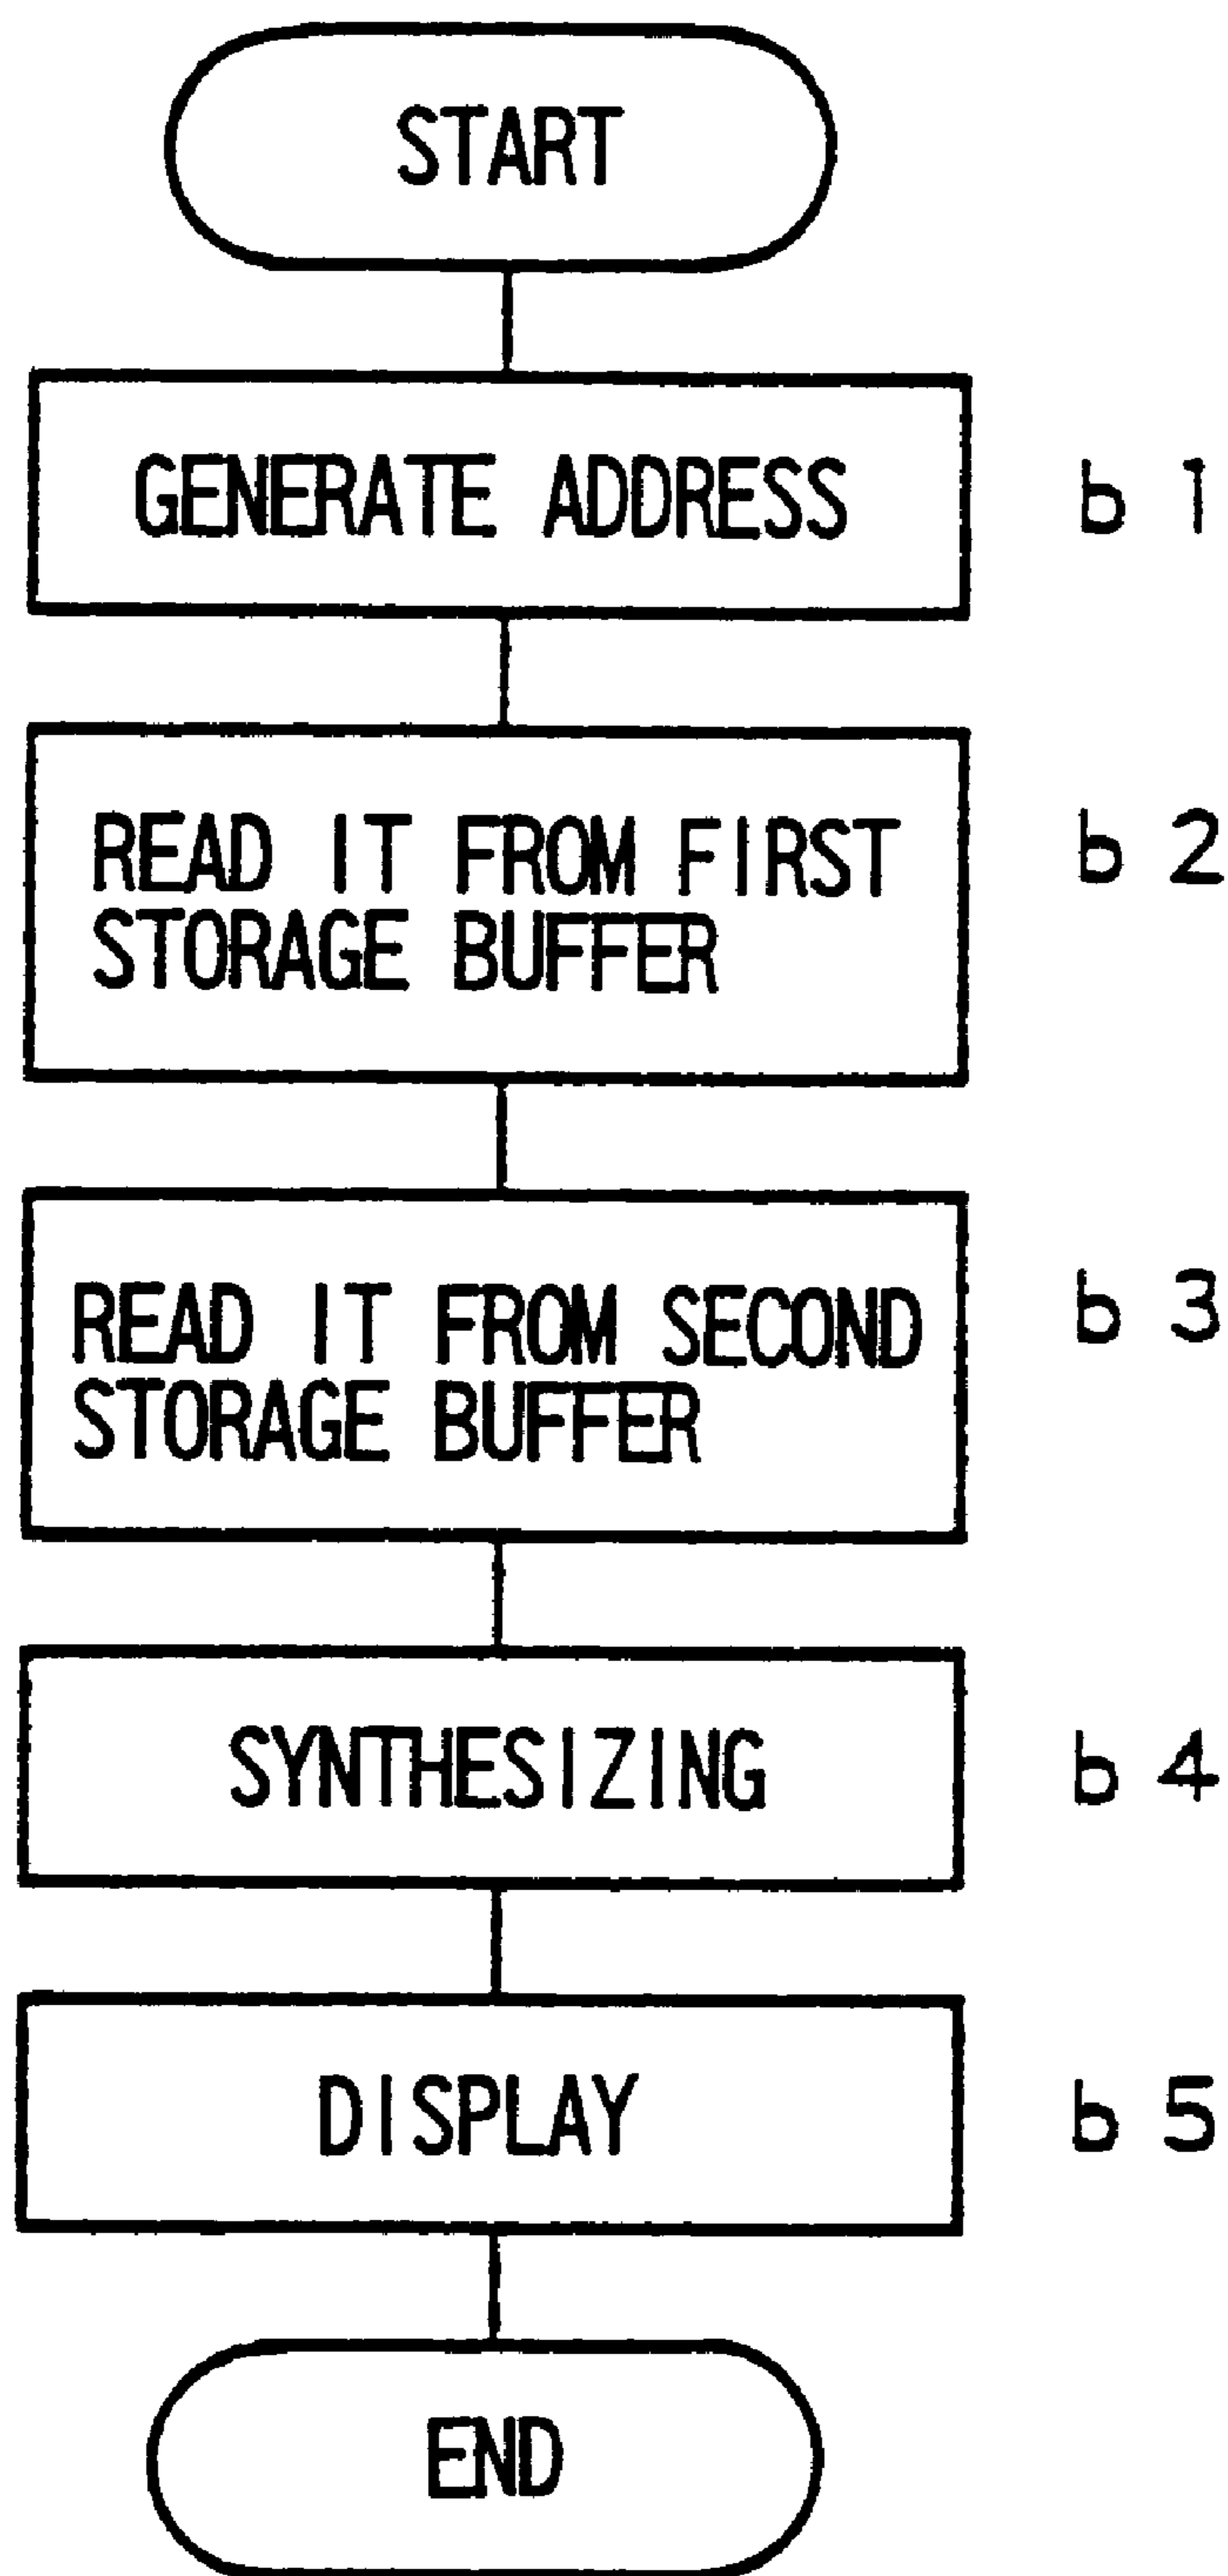 START
GENERATE ADDRESS
b 1
READ IT FROM FIRST
STORAGE BUFFER
b 2
READ IT FROM SECOND
STORAGE BUFFER
b 3
SYNTHESIZING
b 4
DISPLAY
b 5
END